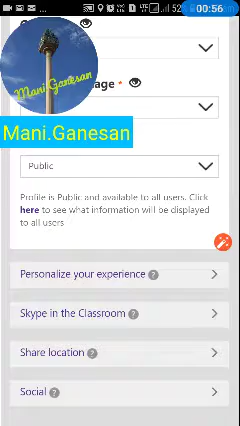 00:56
Mani Ganesan
age *
Mani.Ganesan
Public
Profile is Public and available to all users. Click
here to see what information will be displayed
to all users
Personalize your experience ?
Skype in the Classroom ?
Share location ?
Social ?